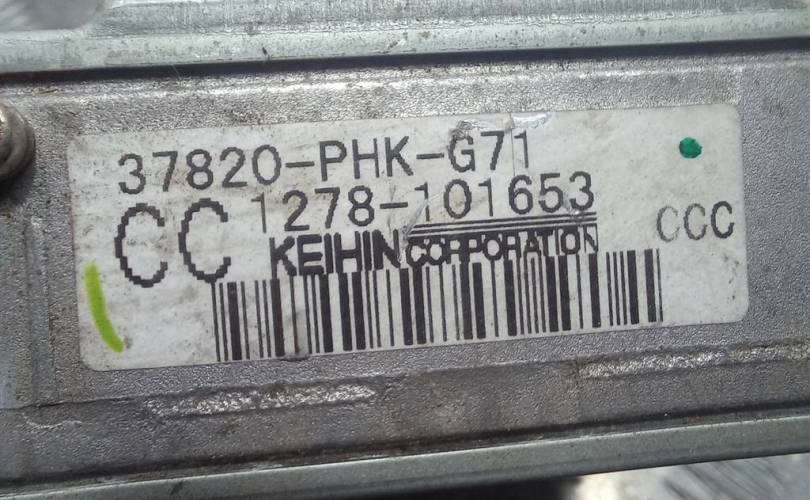 37820-PHK-G71
CC 1278-101653
KEIHIN CORPORATION
CCC